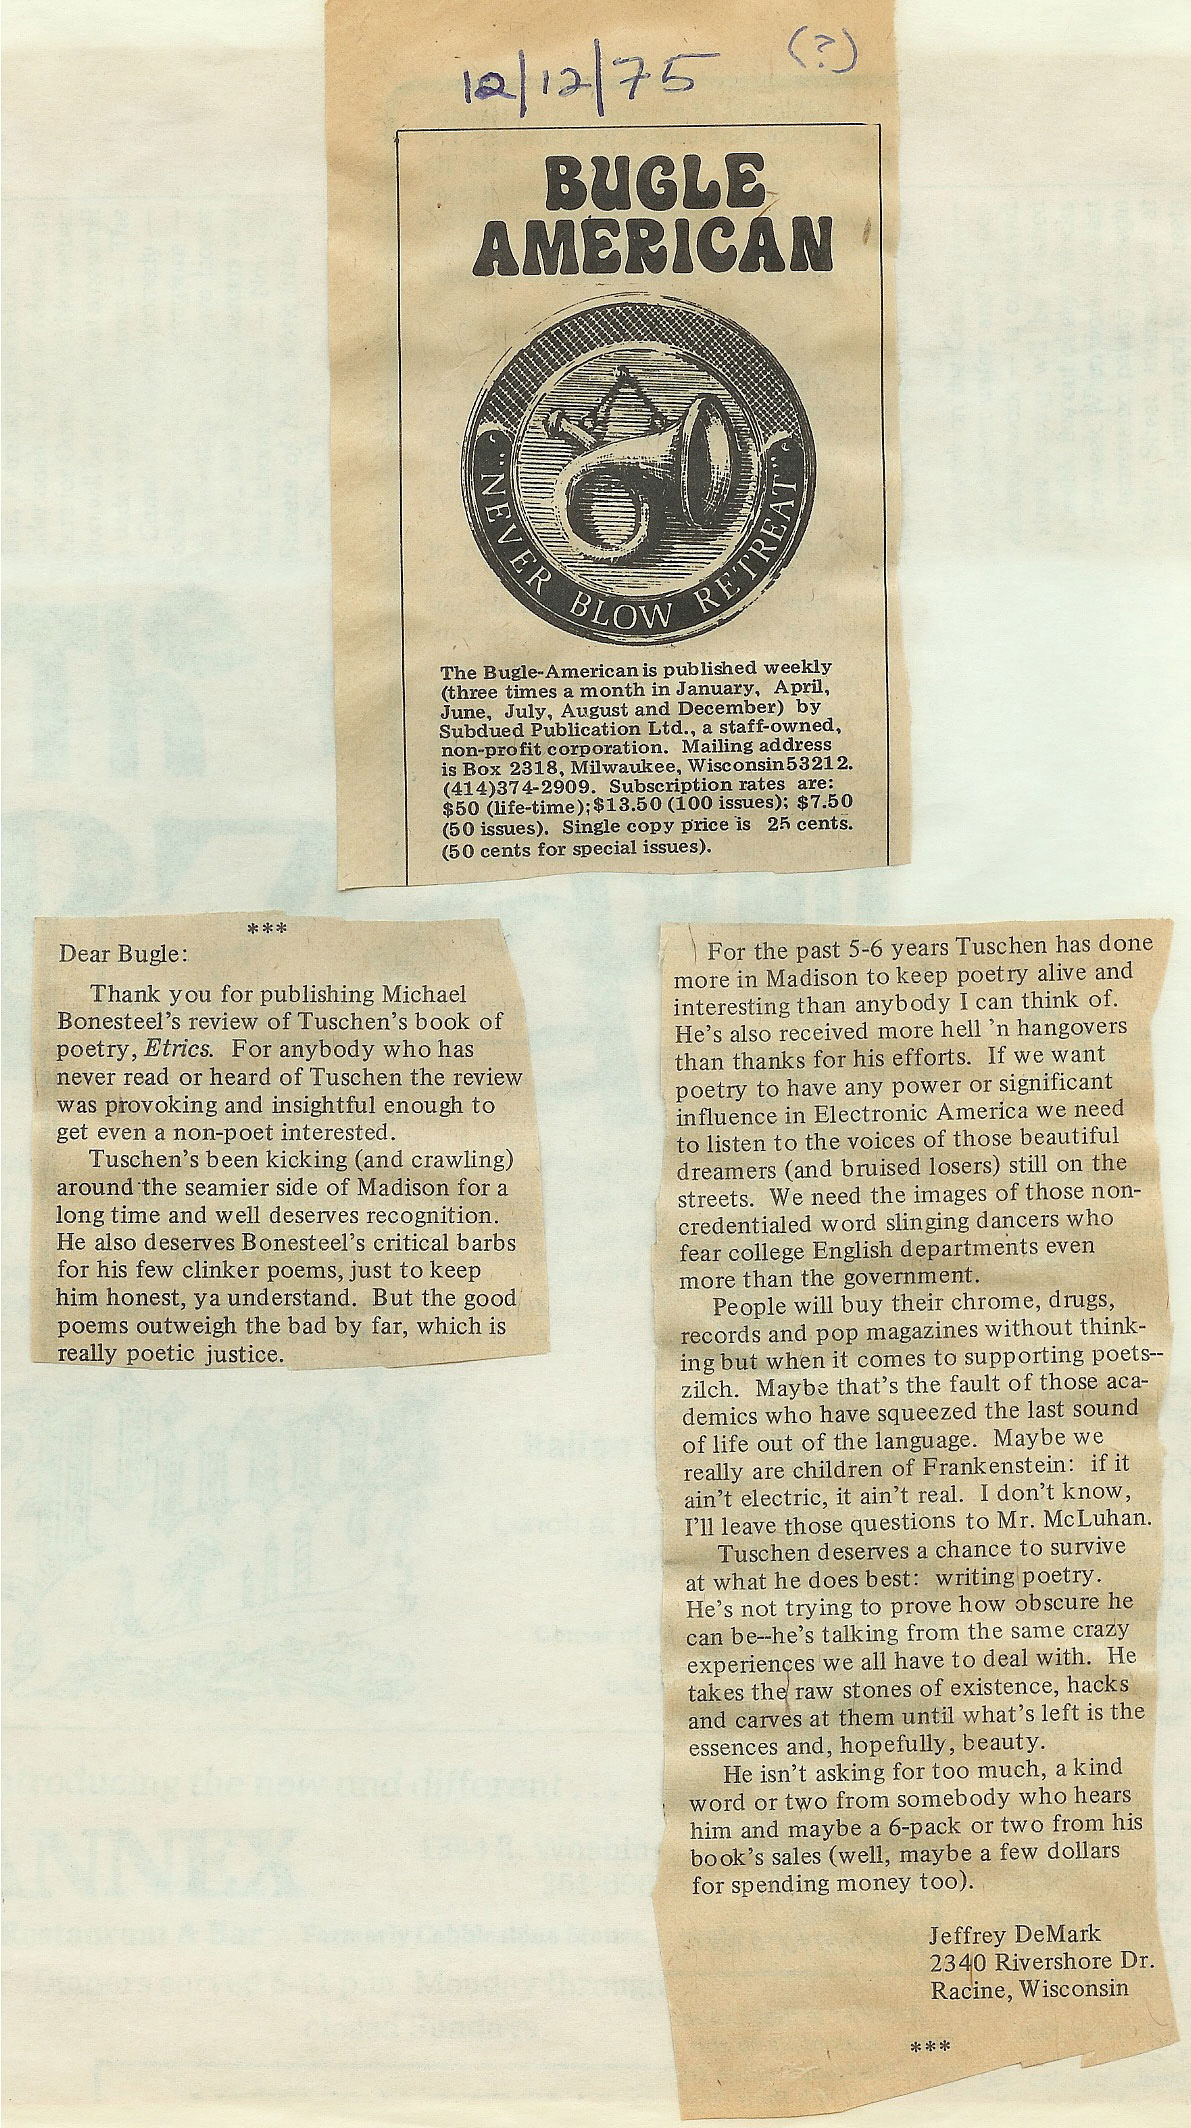 12/12/75 (?)
BUGLE
AMERICAN
... NEVER BLOW RETREAT ...
The Bugle-American is published weekly
(three times a month in January, April,
June, July, August and December) by
Subdued Publication Ltd., a staff-owned,
non-profit corporation. Mailing address
is Box 2318, Milwaukee, Wisconsin 53212.
(414)374-2909. Subscription rates are:
$50 (life-time); $13.50 (100 issues); $7.50
(50 issues). Single copy price is 25 cents.
(50 cents for special issues).
***
Dear Bugle:
Thank you for publishing Michael
Bonesteel's review of Tuschen's book of
poetry, Etrics. For anybody who has
never read or heard of Tuschen the review
was provoking and insightful enough to
get even a non-poet interested.
Tuschen's been kicking (and crawling)
around the seamier side of Madison for a
long time and well deserves recognition.
He also deserves Bonesteel's critical barbs
for his few clinker poems, just to keep
him honest, ya understand. But the good
poems outweigh the bad by far, which is
really poetic justice.
For the past 5-6 years Tuschen has done
more in Madison to keep poetry alive and
interesting than anybody I can think of.
He's also received more hell 'n hangovers
than thanks for his efforts. If we want
poetry to have any power or significant
influence in Electronic America we need
to listen to the voices of those beautiful
dreamers (and bruised losers) still on the
streets. We need the images of those non-
credentialed word slinging dancers who
fear college English departments even
more than the government.
People will buy their chrome, drugs,
records and pop magazines without think-
ing but when it comes to supporting poets--
zilch. Maybe that's the fault of those aca-
demics who have squeezed the last sound
of life out of the language. Maybe we
really are children of Frankenstein: if it
ain't electric, it ain't real. I don't know,
I'll leave those questions to Mr. McLuhan.
Tuschen deserves a chance to survive
at what he does best: writing poetry.
He's not trying to prove how obscure he
can be--he's talking from the same crazy
experiences we all have to deal with. He
takes the raw stones of existence, hacks
and carves at them until what's left is the
essences and, hopefully, beauty.
He isn't asking for too much, a kind
word or two from somebody who hears
him and maybe a 6-pack or two from his
book's sales (well, maybe a few dollars
for spending money too).
Jeffrey DeMark
2340 Rivershore Dr.
Racine, Wisconsin
***